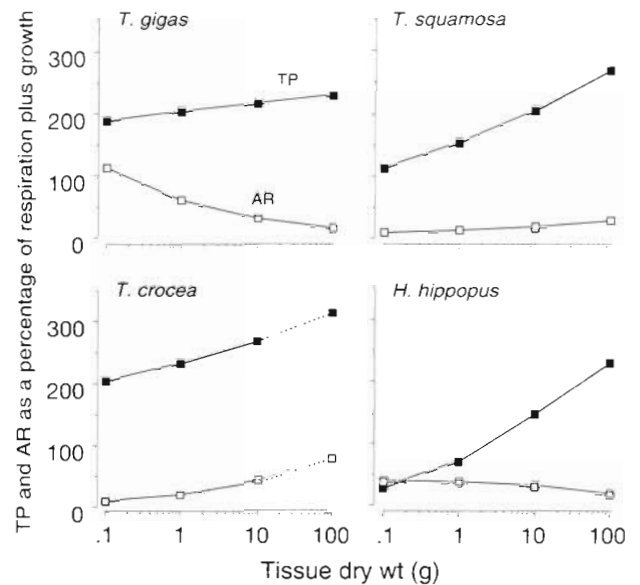 T. gigas
T. squamosa
300
200
100
0
TP
AR
T. crocea
H. hippopus
300
200
100
0
.1 1 10 100
.1 1 10 100
TP and AR as a percentage of respiration plus growth
Tissue dry wt (g)